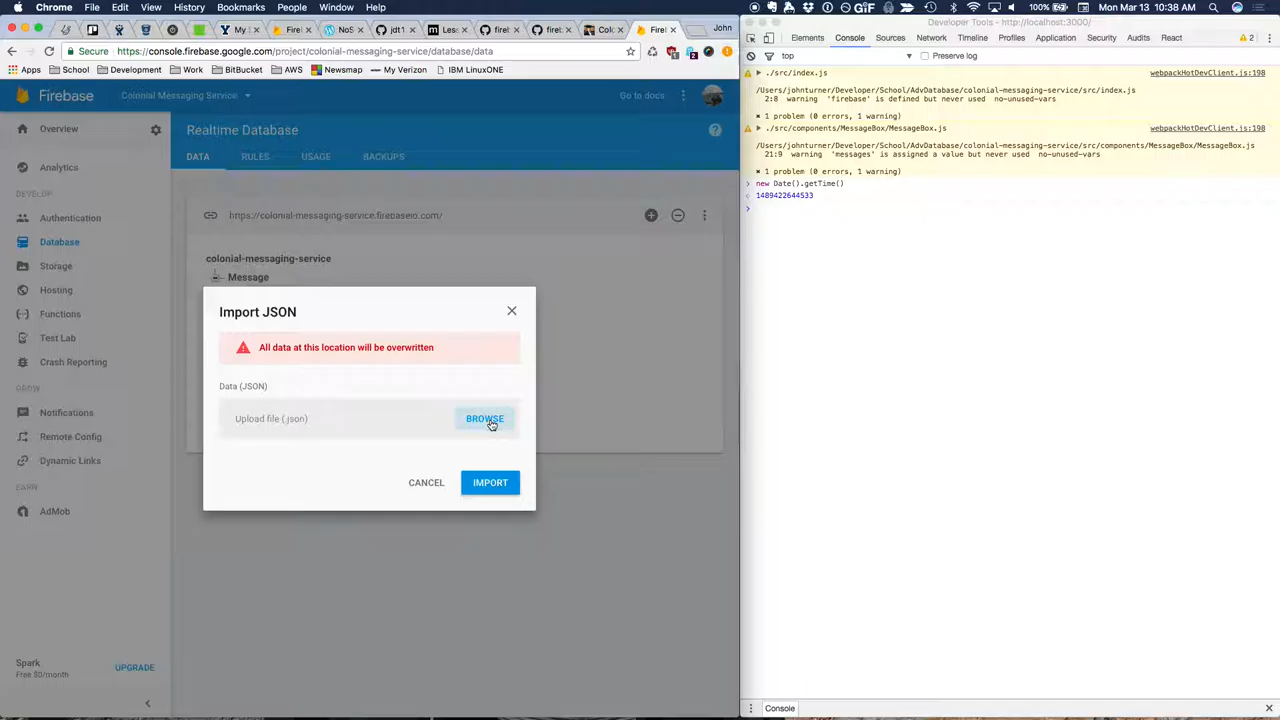 Chrome File Edit View History Bookmarks People Window Help
100% Mon Mar 13 10:38 AM
Firel NoS jdt1 Less fire firel Colo Firel John
Secure https://console.firebase.google.com/project/colonial-messaging-service/database/data
Apps School Development Work BitBucket AWS Newsmap My Verizon IBM LinuxONE
Firebase Colonial Messaging Service Go to docs
Overview
Analytics
DEVELOP
Authentication
Database
Storage
Hosting
Functions
Test Lab
Crash Reporting
GROW
Notifications
Remote Config
Dynamic Links
EARN
AdMob
Spark
Free $0/month
UPGRADE
Realtime Database
DATA RULES USAGE BACKUPS
https://colonial-messaging-service.firebaseio.com/
colonial-messaging-service
Message
Import JSON
All data at this location will be overwritten
Data (JSON)
Upload file (.json) BROWSE
CANCEL IMPORT
Developer Tools - http://localhost:3000/
Elements Console Sources Network Timeline Profiles Application Security Audits React 2
top Preserve log
./src/index.js webpackHotDevClient.js:198
/Users/johnturner/Developer/School/AdvDatabase/colonial-messaging-service/src/index.js
2:8 warning 'firebase' is defined but never used no-unused-vars
✖ 1 problem (0 errors, 1 warning)
./src/components/MessageBox/MessageBox.js webpackHotDevClient.js:198
/Users/johnturner/Developer/School/AdvDatabase/colonial-messaging-service/src/components/MessageBox/MessageBox.js
21:9 warning 'messages' is assigned a value but never used no-unused-vars
✖ 1 problem (0 errors, 1 warning)
new Date().getTime()
1489422644533
Console